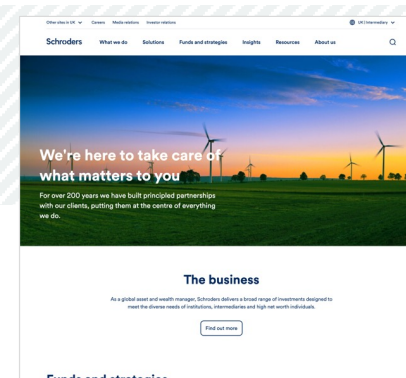 Other sites in UK Careers Media relations Investor relations UK | Intermediary
Schroders What we do Solutions Funds and strategies Insights Resources About us
We're here to take care of
what matters to you
For over 200 years we have built principled partnerships
with our clients, putting them at the centre of everything
we do.
The business
As a global asset and wealth manager, Schroders delivers a broad range of investments designed to
meet the diverse needs of institutions, intermediaries and high net worth individuals.
Find out more
Funds and strategies